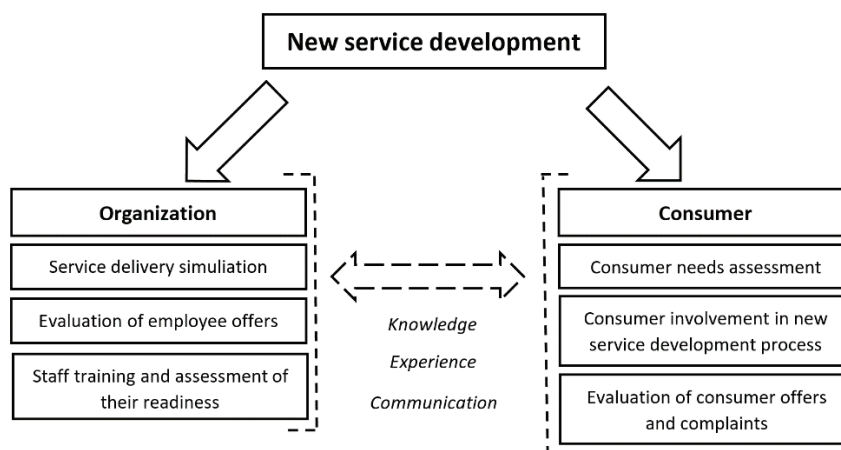 New service development
Organization
Service delivery simuliation
Evaluation of employee offers
Staff training and assessment of
their readiness
Knowledge
Experience
Communication
Consumer
Consumer needs assessment
Consumer involvement in new
service development process
Evaluation of consumer offers
and complaints